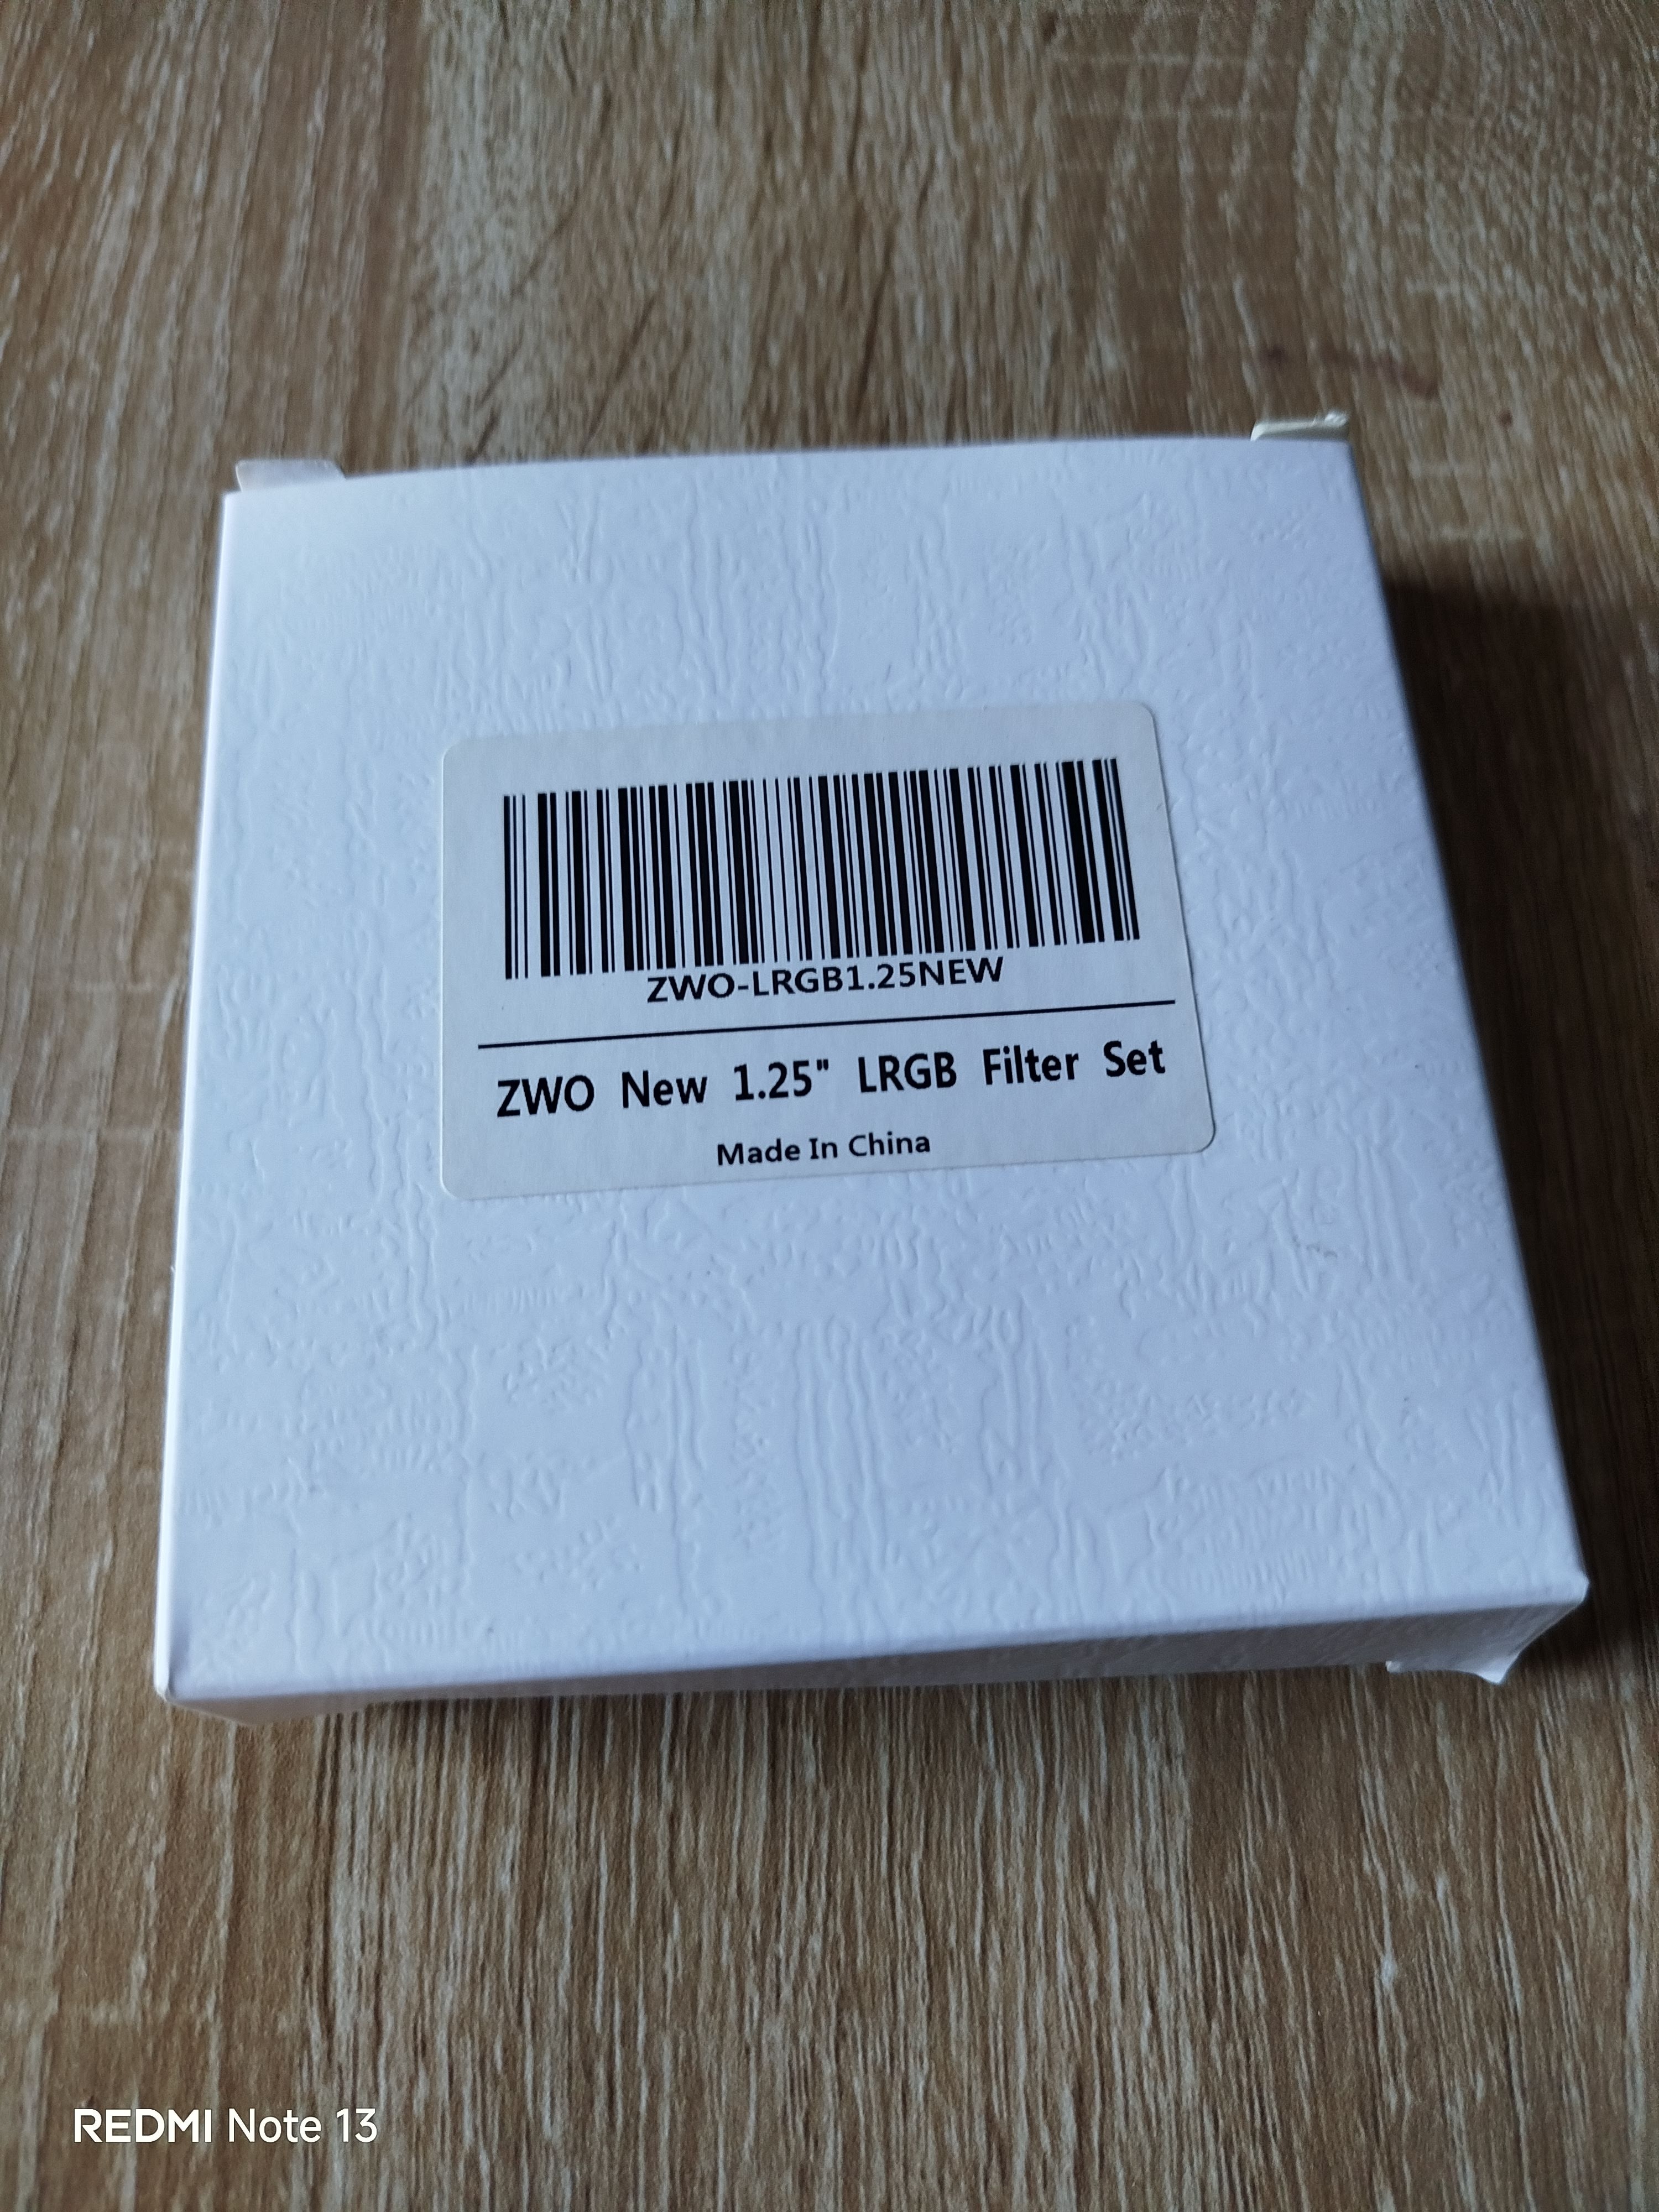 ZWO-LRGB1.25NEW
ZWO New 1.25" LRGB Filter Set
Made In China
REDMI Note 13